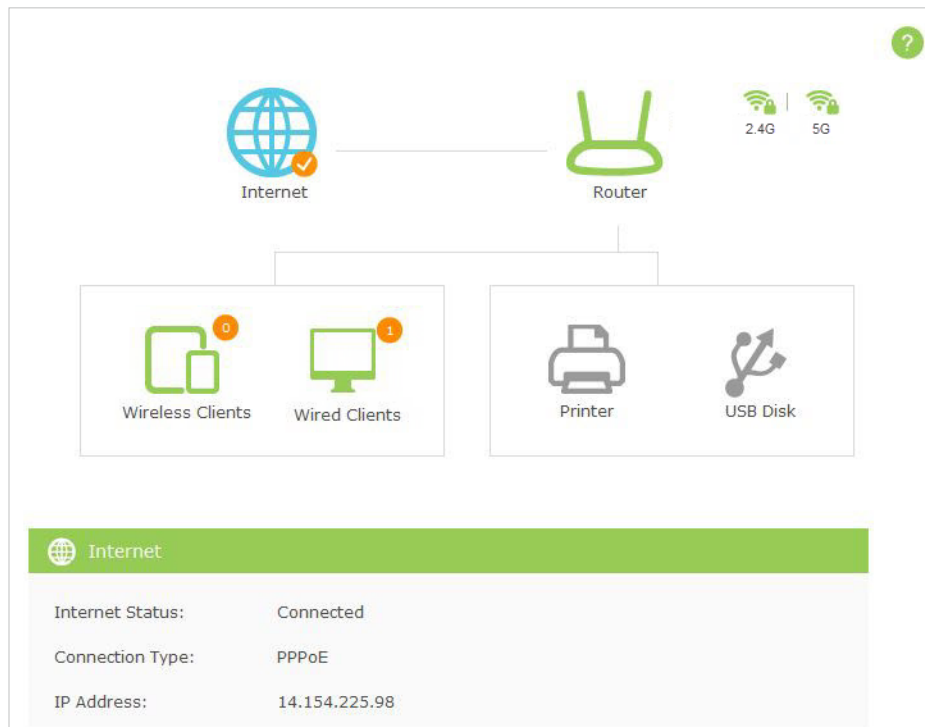 ?
2.4G 5G
Internet Router
0 1
Wireless Clients Wired Clients Printer USB Disk
Internet
Internet Status: Connected
Connection Type: PPPoE
IP Address: 14.154.225.98